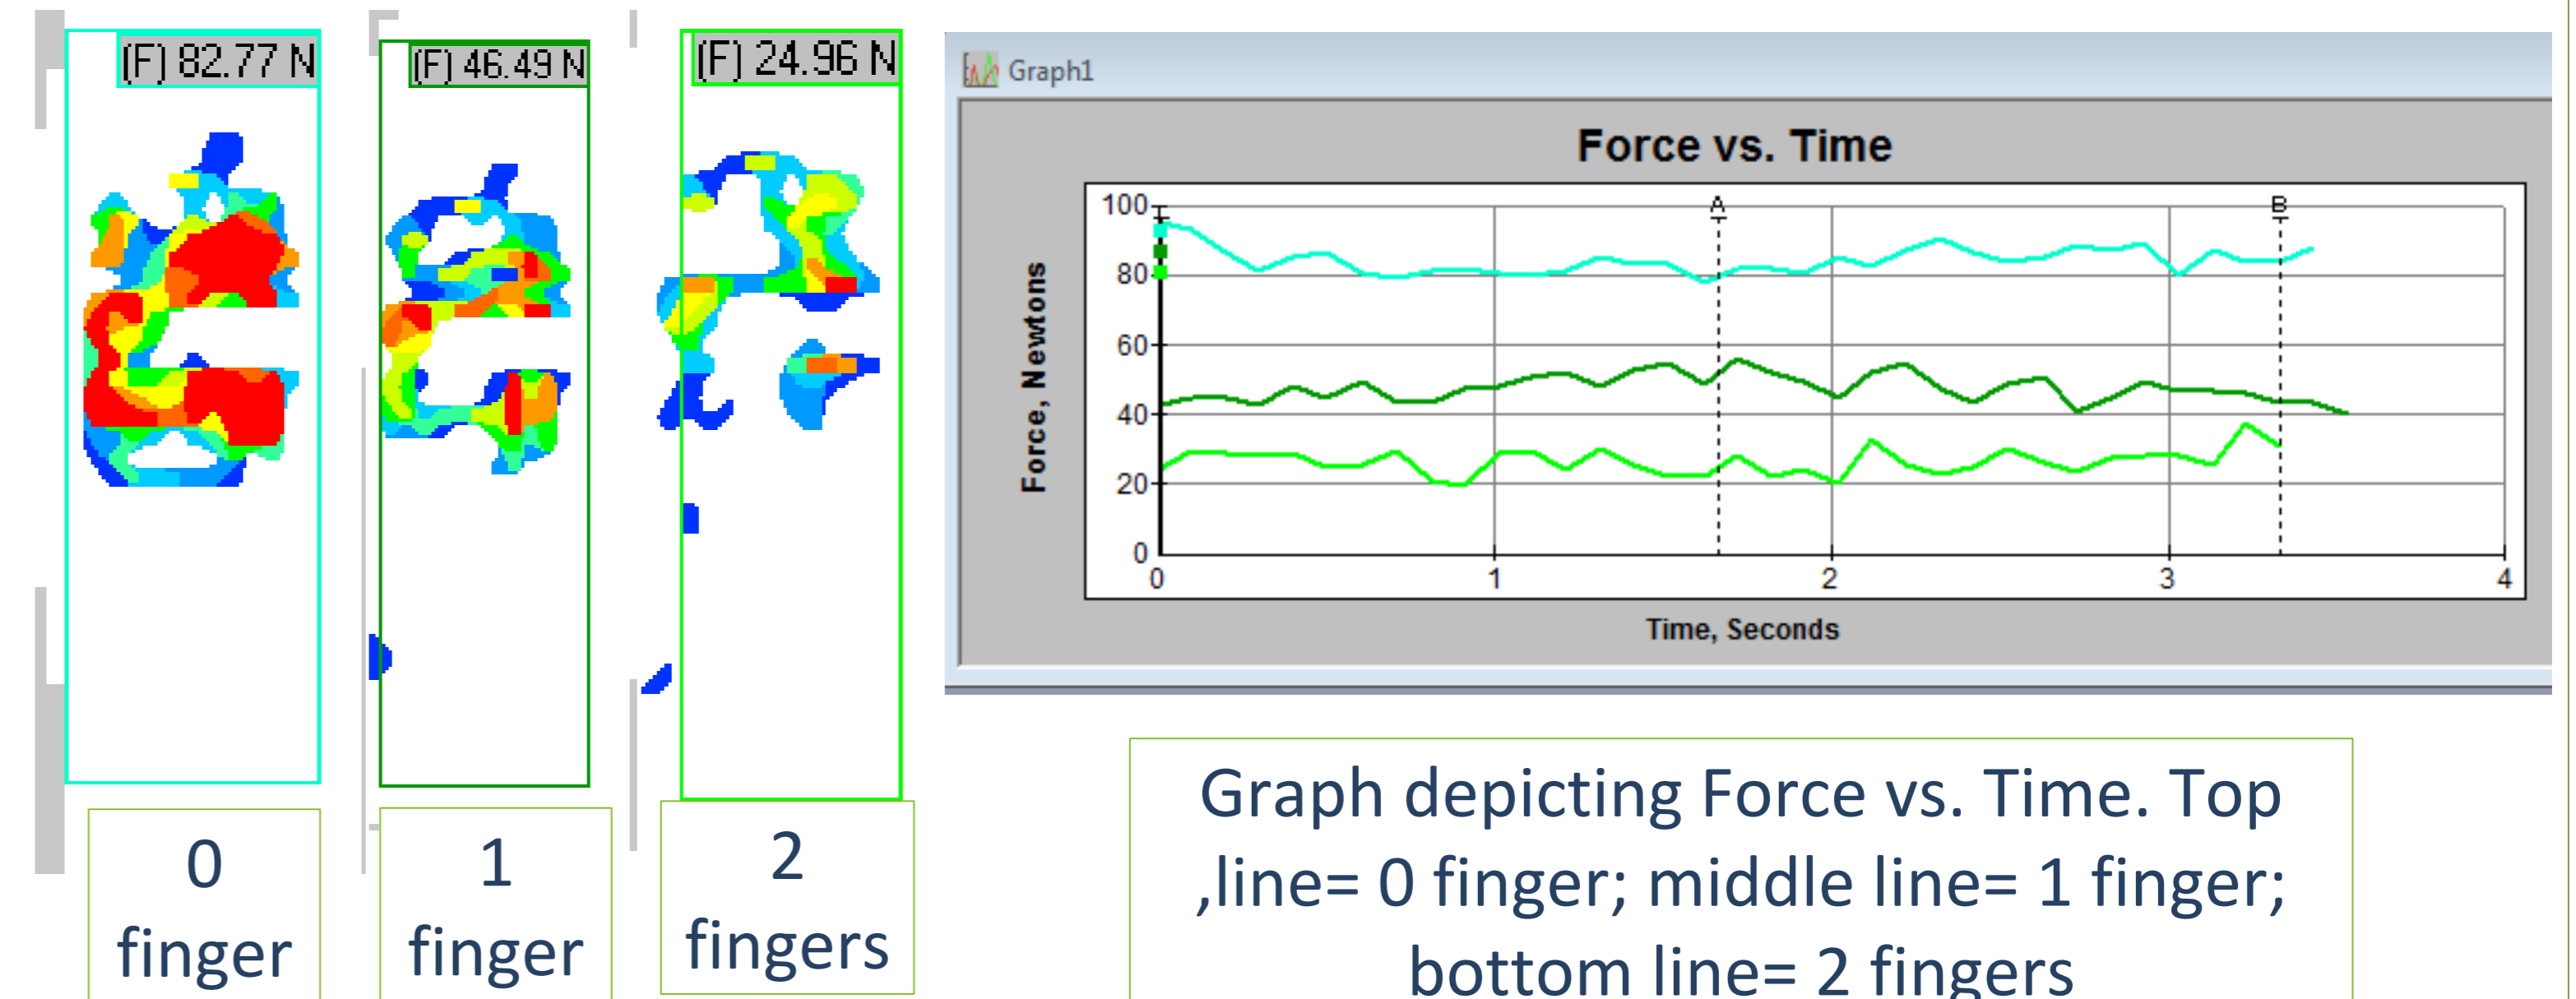 (F) 82.77 N
(F) 46.49 N
(F) 24.96 N
0
finger
1
finger
2
fingers
Graph1
Force vs. Time
Force, Newtons
100
80
60
40
20
0
A
B
0 1 2 3 4
Time, Seconds
Graph depicting Force vs. Time. Top
,line= 0 finger; middle line= 1 finger;
bottom line= 2 fingers